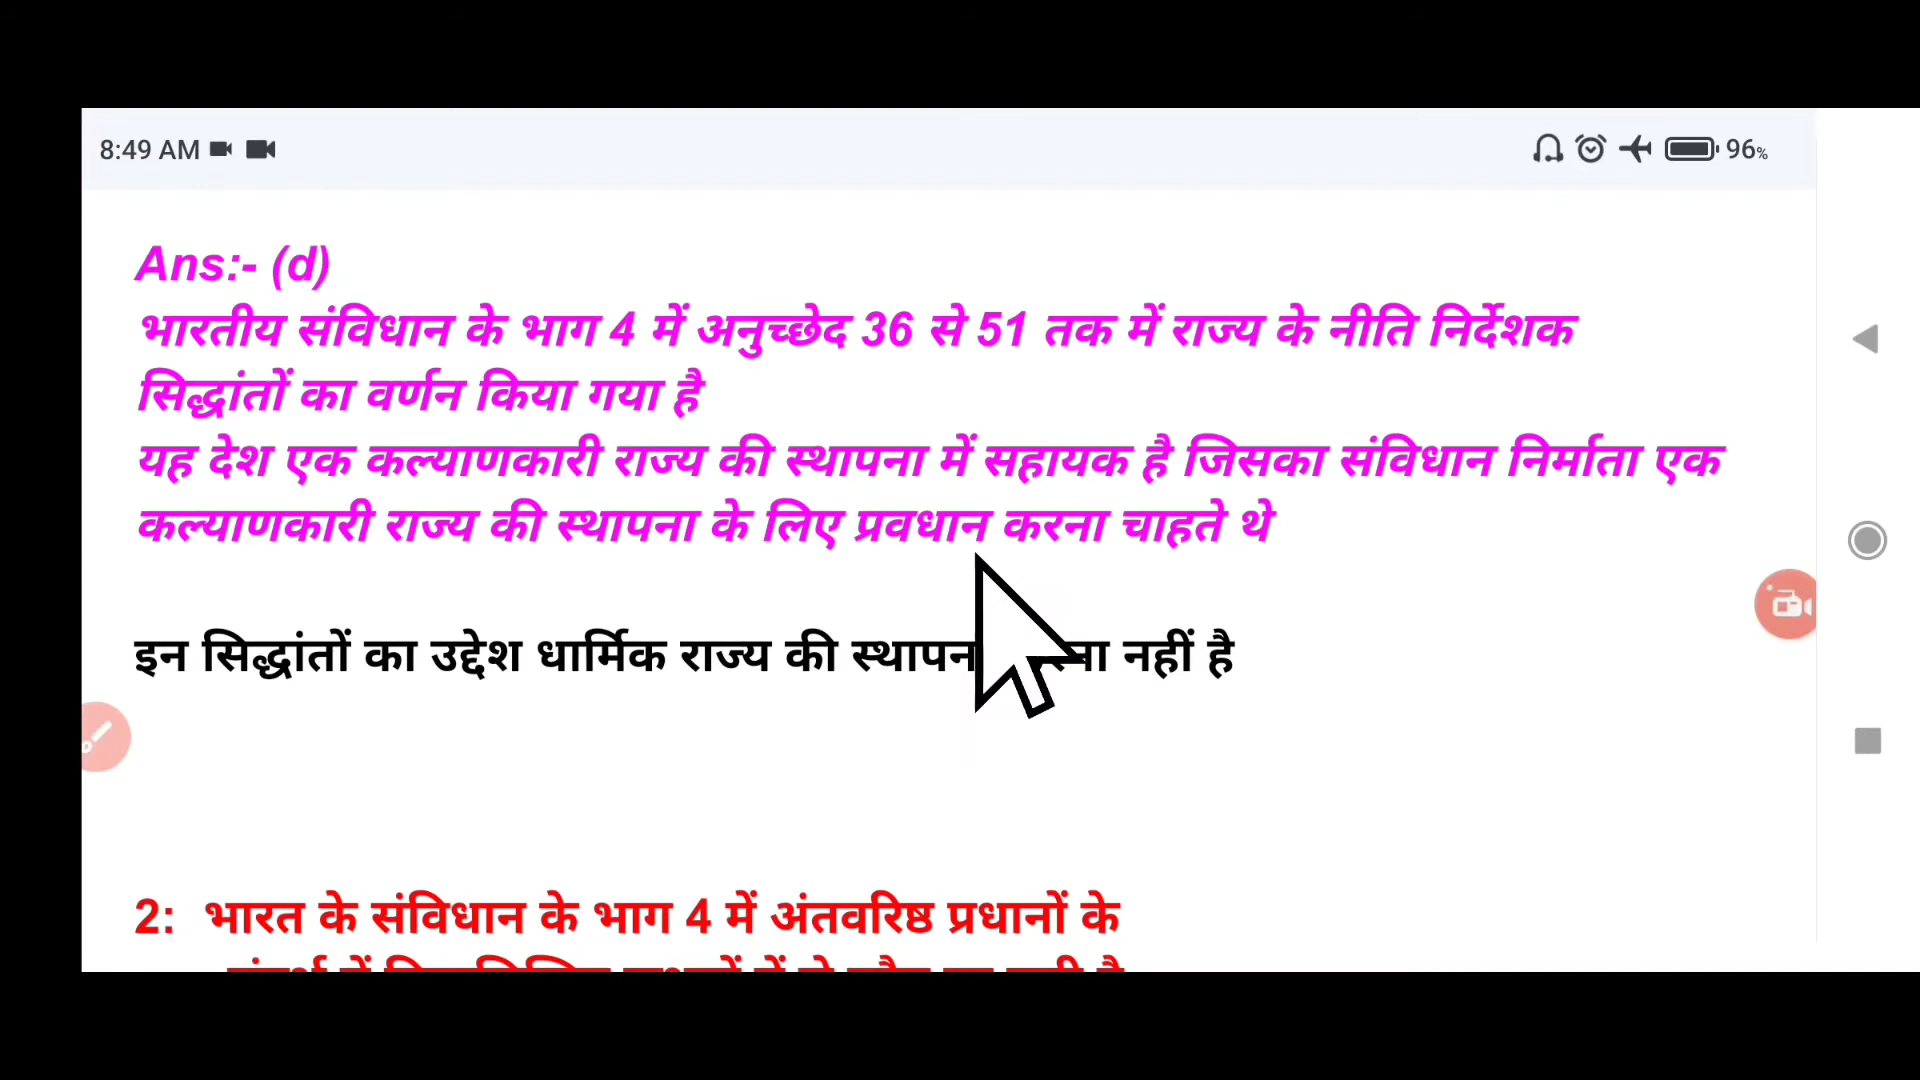 8:49 AM
96%
Ans:- (d)
भारतीय संविधान के भाग 4 में अनुच्छेद 36 से 51 तक में राज्य के नीति निर्देशक
सिद्धांतों का वर्णन किया गया है
यह देश एक कल्याणकारी राज्य की स्थापना में सहायक है जिसका संविधान निर्माता एक
कल्याणकारी राज्य की स्थापना के लिए प्रवधान करना चाहते थे
इन सिद्धांतों का उद्देश धार्मिक राज्य की नहीं है
2: भारत के संविधान के भाग 4 में अंतवरिष्ठ प्रधानों के